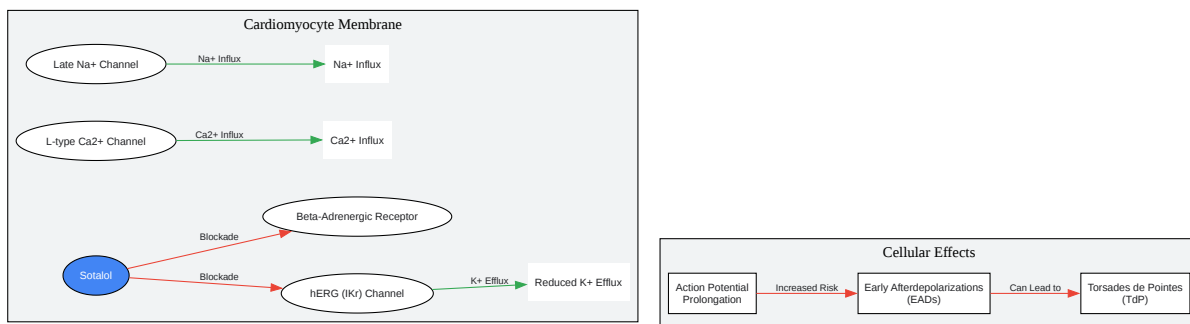 Cardiomyocyte Membrane
Late Na+ Channel
Na+ Influx
Na+ Influx
L-type Ca2+ Channel
Ca2+ Influx
Ca2+ Influx
Beta-Adrenergic Receptor
Blockade
Sotalol
Blockade
hERG (IKr) Channel
K+ Efflux
Reduced K+ Efflux
Cellular Effects
Action Potential
Prolongation
Increased Risk
Early Afterdepolarizations
(EADs)
Can Lead to
Torsades de Pointes
(TdP)